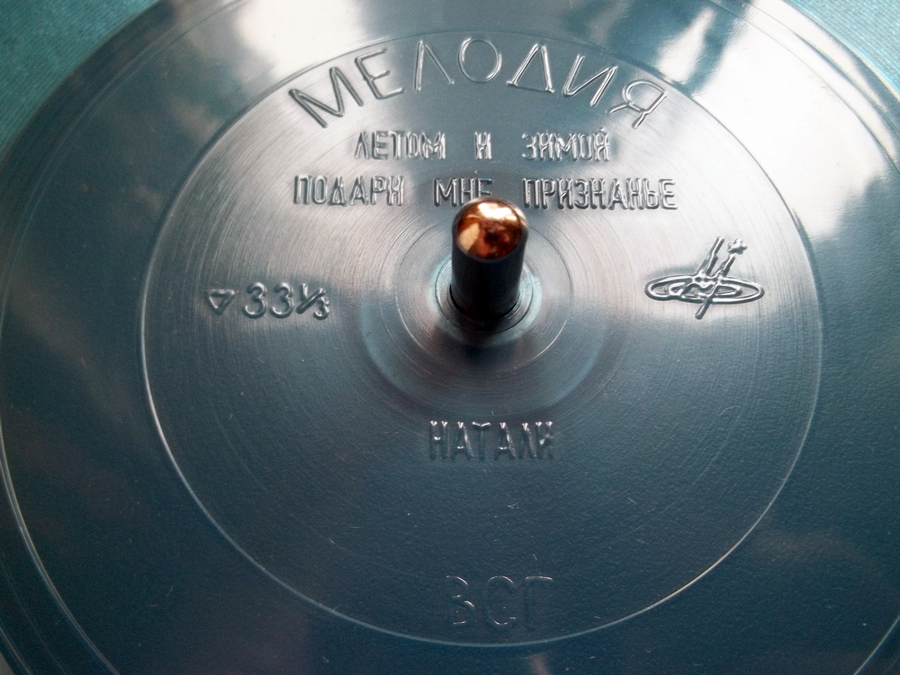 МЕЛОДИЯ
ЛЕТОМ И ЗИМОЙ
ПОДАРИ МНЕ ПРИЗНАНЬЕ
▽ 33⅓
НАТАЛИ
ВСГ